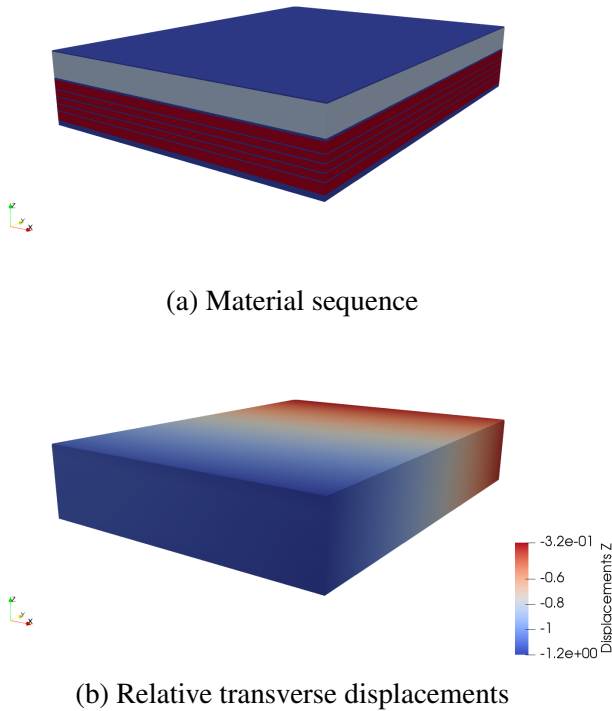 Z
Y
X
(a) Material sequence
-3.2e-01
-0.6
-0.8
-1
-1.2e+00
Displacements Z
Z
Y
X
(b) Relative transverse displacements